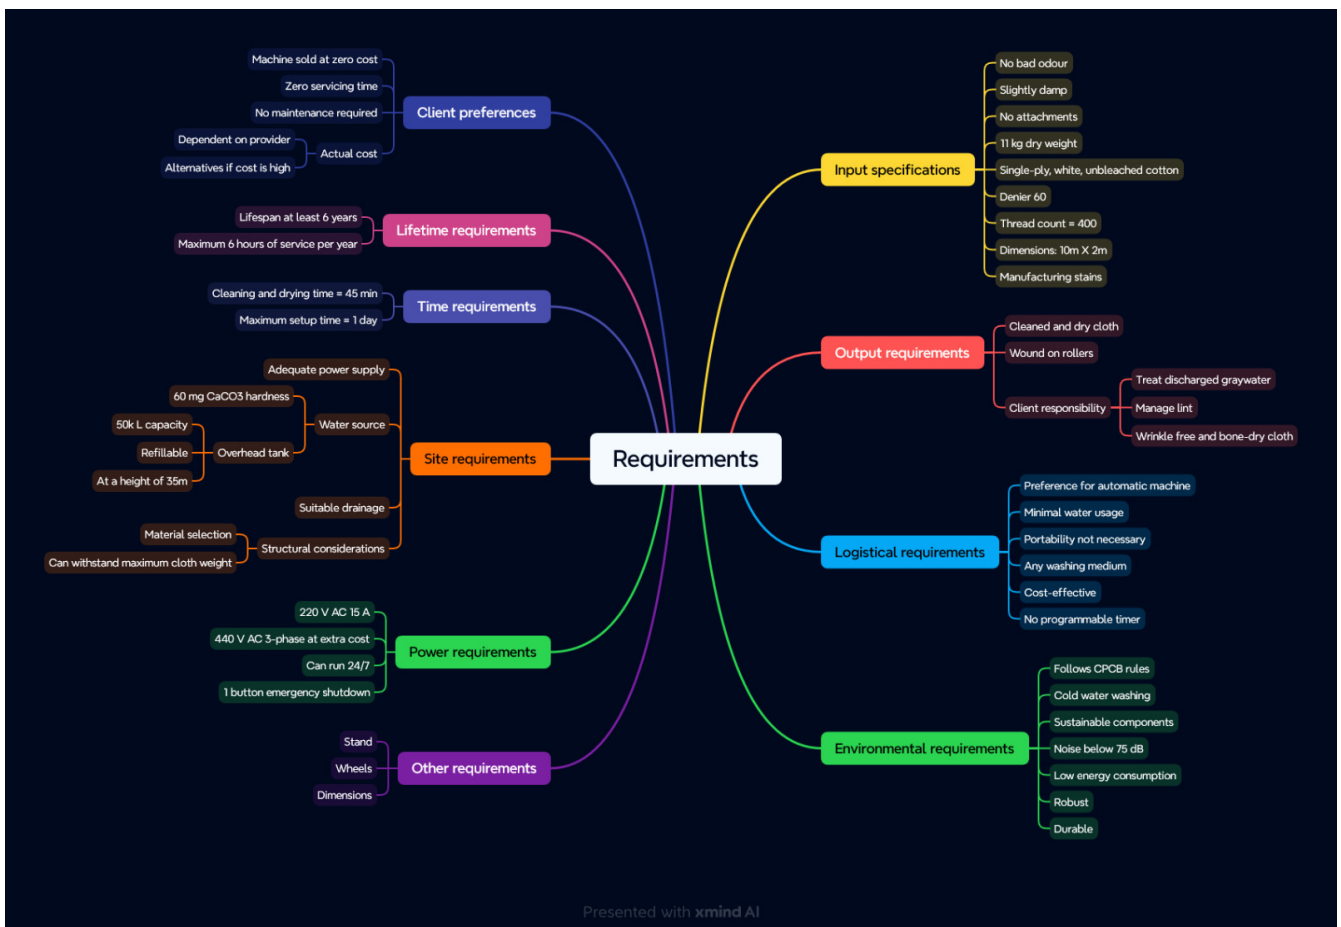 Requirements
Client preferences
Machine sold at zero cost
Zero servicing time
No maintenance required
Actual cost
Dependent on provider
Alternatives if cost is high
Lifetime requirements
Lifespan at least 6 years
Maximum 6 hours of service per year
Time requirements
Cleaning and drying time = 45 min
Maximum setup time = 1 day
Site requirements
Adequate power supply
Water source
60 mg CaCO3 hardness
Overhead tank
50k L capacity
Refillable
At a height of 35m
Suitable drainage
Structural considerations
Material selection
Can withstand maximum cloth weight
Power requirements
220 V AC 15 A
440 V AC 3-phase at extra cost
Can run 24/7
1 button emergency shutdown
Other requirements
Stand
Wheels
Dimensions
Input specifications
No bad odour
Slightly damp
No attachments
11 kg dry weight
Single-ply, white, unbleached cotton
Denier 60
Thread count = 400
Dimensions: 10m X 2m
Manufacturing stains
Output requirements
Cleaned and dry cloth
Wound on rollers
Client responsibility
Treat discharged graywater
Manage lint
Wrinkle free and bone-dry cloth
Logistical requirements
Preference for automatic machine
Minimal water usage
Portability not necessary
Any washing medium
Cost-effective
No programmable timer
Environmental requirements
Follows CPCB rules
Cold water washing
Sustainable components
Noise below 75 dB
Low energy consumption
Robust
Durable
Presented with xmind AI